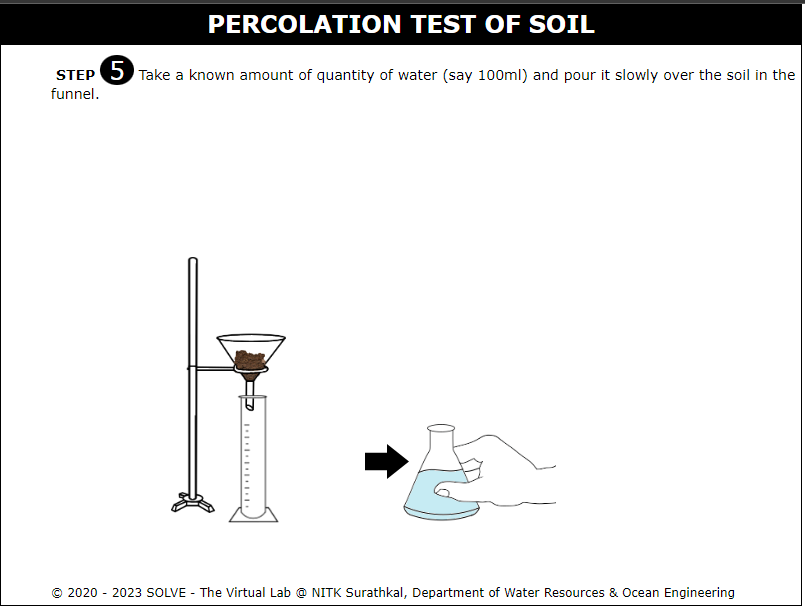 PERCOLATION TEST OF SOIL
STEP 5 Take a known amount of quantity of water (say 100ml) and pour it slowly over the soil in the
funnel.
© 2020 - 2023 SOLVE - The Virtual Lab @ NITK Surathkal, Department of Water Resources & Ocean Engineering